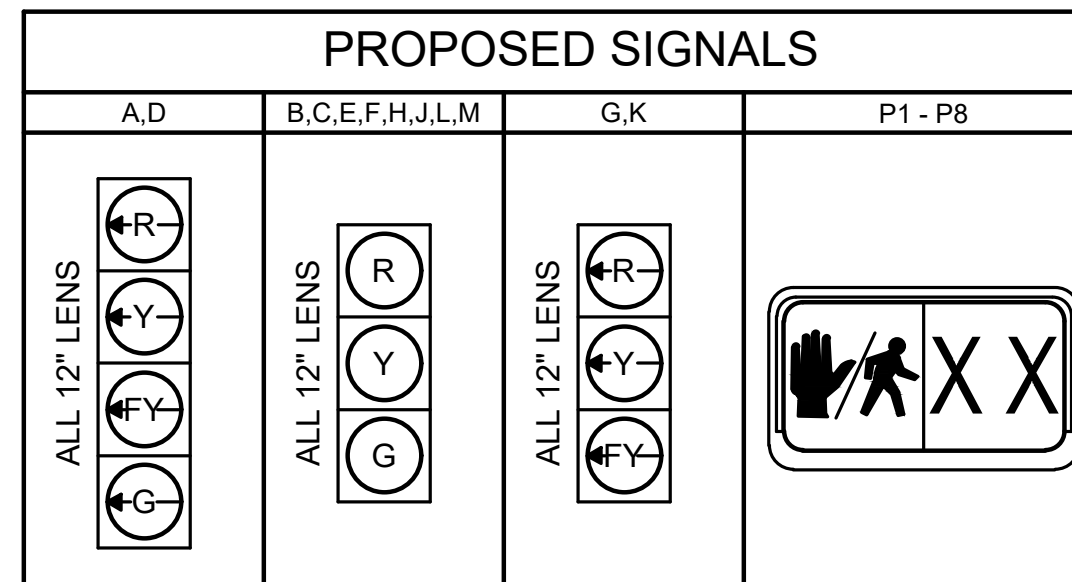 PROPOSED SIGNALS
A,D
B,C,E,F,H,J,L,M
G,K
P1 - P8
ALL 12" LENS
R
Y
FY
G
ALL 12" LENS
R
Y
G
ALL 12" LENS
R
Y
FY
X X